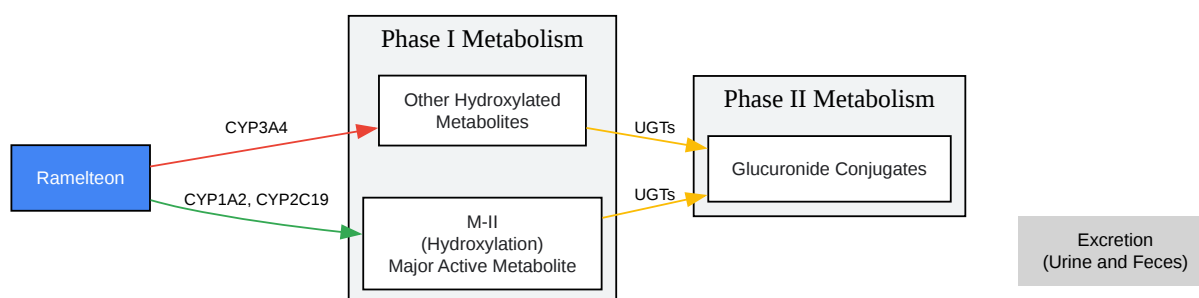 Phase I Metabolism
Phase II Metabolism
Other Hydroxylated
Metabolites
CYP3A4
UGTs
Ramelteon
Glucuronide Conjugates
CYP1A2, CYP2C19
UGTs
M-II
(Hydroxylation)
Major Active Metabolite
Excretion
(Urine and Feces)